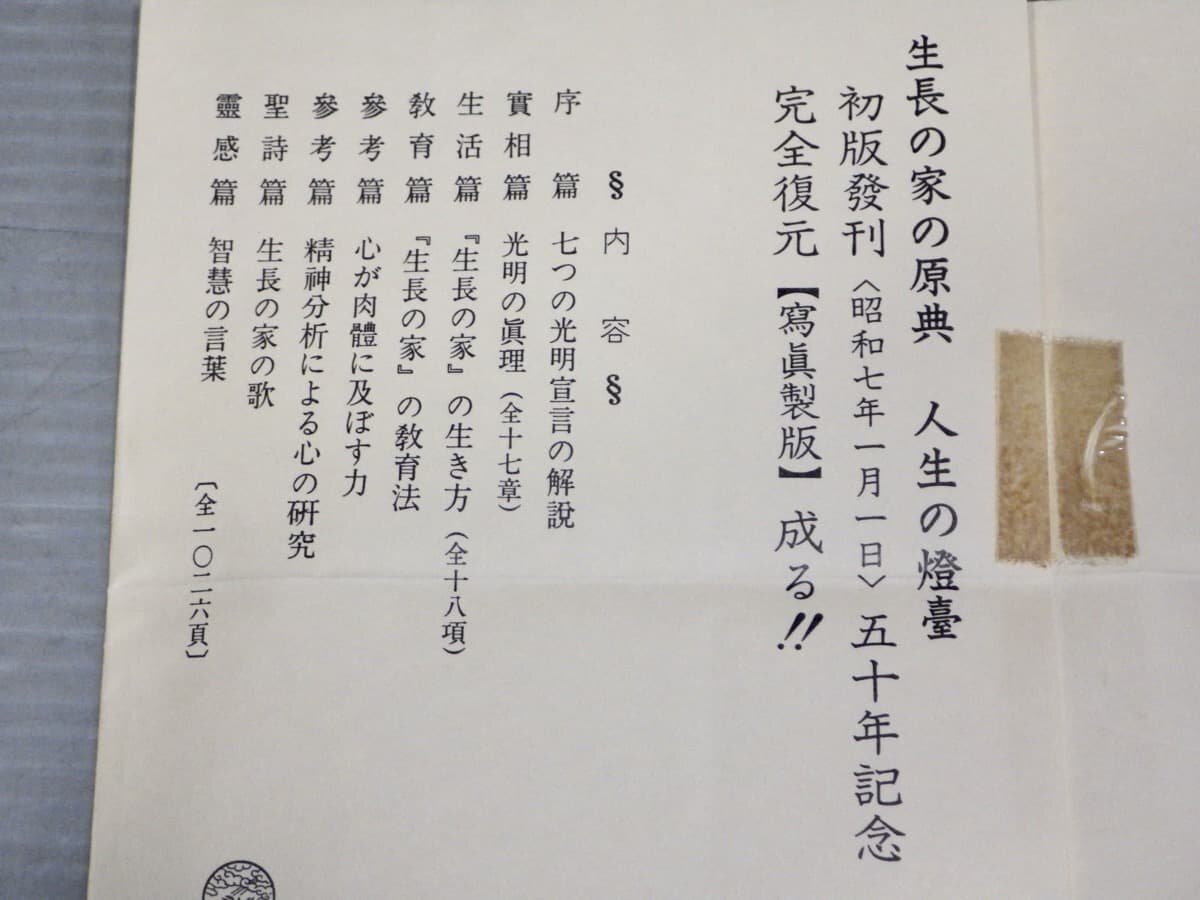 生長の家の原典　人生の燈臺
初版發刊〈昭和七年一月一日〉五十年記念
完全復元【寫眞製版】成る!!
§内容§
序篇　七つの光明宣言の解説
實相篇　光明の眞理（全十七章）
生活篇　『生長の家』の生き方（全十八項）
敎育篇　『生長の家』の敎育法
參考篇　心が肉體に及ぼす力
參考篇　精神分析による心の硏究
聖詩篇　生長の家の歌
靈感篇　智慧の言葉
〔全一〇二六頁〕